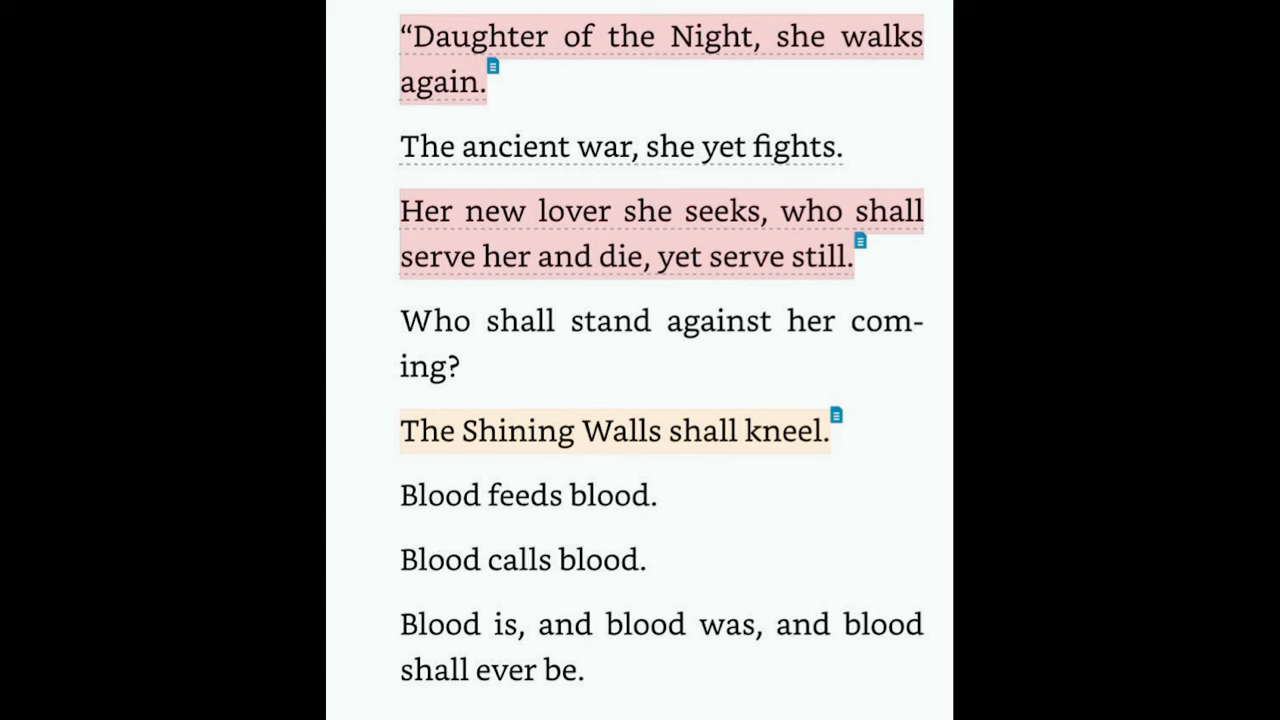 “Daughter of the Night, she walks
again.
The ancient war, she yet fights.
Her new lover she seeks, who shall
serve her and die, yet serve still.
Who shall stand against her com-
ing?
The Shining Walls shall kneel.
Blood feeds blood.
Blood calls blood.
Blood is, and blood was, and blood
shall ever be.